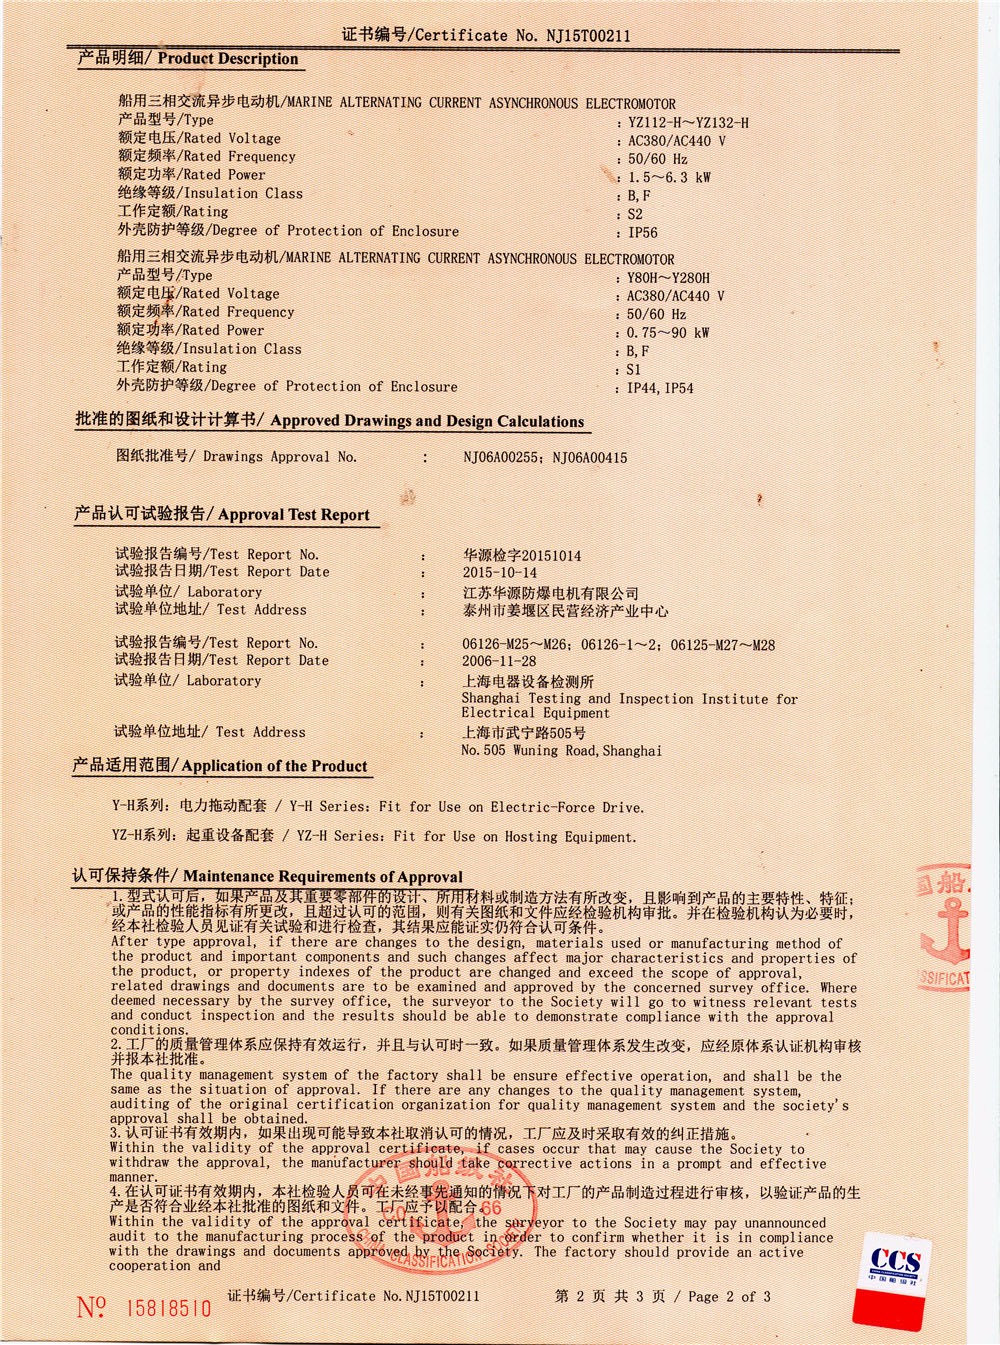 证书编号/Certificate No. NJ15T00211
产品明细/ Product Description
船用三相交流异步电动机/MARINE ALTERNATING CURRENT ASYNCHRONOUS ELECTROMOTOR
产品型号/Type : YZ112-H～YZ132-H
额定电压/Rated Voltage : AC380/AC440 V
额定频率/Rated Frequency : 50/60 Hz
额定功率/Rated Power : 1.5～6.3 kW
绝缘等级/Insulation Class : B,F
工作定额/Rating : S2
外壳防护等级/Degree of Protection of Enclosure : IP56
船用三相交流异步电动机/MARINE ALTERNATING CURRENT ASYNCHRONOUS ELECTROMOTOR
产品型号/Type : Y80H～Y280H
额定电压/Rated Voltage : AC380/AC440 V
额定频率/Rated Frequency : 50/60 Hz
额定功率/Rated Power : 0.75～90 kW
绝缘等级/Insulation Class : B,F
工作定额/Rating : S1
外壳防护等级/Degree of Protection of Enclosure : IP44,IP54
批准的图纸和设计计算书/ Approved Drawings and Design Calculations
图纸批准号/ Drawings Approval No. : NJ06A00255; NJ06A00415
产品认可试验报告/ Approval Test Report
试验报告编号/Test Report No. : 华源检字20151014
试验报告日期/Test Report Date : 2015-10-14
试验单位/ Laboratory : 江苏华源防爆电机有限公司
试验单位地址/ Test Address : 泰州市姜堰区民营经济产业中心
试验报告编号/Test Report No. : 06126-M25～M26; 06126-1～2; 06125-M27～M28
试验报告日期/Test Report Date : 2006-11-28
试验单位/ Laboratory : 上海电器设备检测所
Shanghai Testing and Inspection Institute for
Electrical Equipment
试验单位地址/ Test Address : 上海市武宁路505号
No.505 Wuning Road,Shanghai
产品适用范围/ Application of the Product
Y-H系列: 电力拖动配套 / Y-H Series: Fit for Use on Electric-Force Drive.
YZ-H系列: 起重设备配套 / YZ-H Series: Fit for Use on Hosting Equipment.
认可保持条件/ Maintenance Requirements of Approval
1. 型式认可后，如果产品及其重要零部件的设计、所用材料或制造方法有所改变，且影响到产品的主要特性、特征；
或产品的性能指标有所更改，且超过认可的范围，则有关图纸和文件应经检验机构审批。并在检验机构认为必要时，
经本社检验人员见证有关试验和进行检查，其结果应能证实仍符合认可条件。
After type approval, if there are changes to the design, materials used or manufacturing method of
the product and important components and such changes affect major characteristics and properties of
the product, or property indexes of the product are changed and exceed the scope of approval,
related drawings and documents are to be examined and approved by the concerned survey office. Where
deemed necessary by the survey office, the surveyor to the Society will go to witness relevant tests
and conduct inspection and the results should be able to demonstrate compliance with the approval
conditions.
2. 工厂的质量管理体系应保持有效运行，并且与认可时一致。如果质量管理体系发生改变，应经原体系认证机构审核
并报本社批准。
The quality management system of the factory shall be ensure effective operation, and shall be the
same as the situation of approval. If there are any changes to the quality management system,
auditing of the original certification organization for quality management system and the society's
approval shall be obtained.
3. 认可证书有效期内，如果出现可能导致本社取消认可的情况，工厂应及时采取有效的纠正措施。
Within the validity of the approval certificate, if cases occur that may cause the Society to
withdraw the approval, the manufacturer should take corrective actions in a prompt and effective
manner.
4. 在认可证书有效期内，本社检验人员可在未经事先通知的情况下对工厂的产品制造过程进行审核，以验证产品的生
产是否符合业经本社批准的图纸和文件。工厂应予以配合。
Within the validity of the approval certificate, the surveyor to the Society may pay unannounced
audit to the manufacturing process of the product in order to confirm whether it is in compliance
with the drawings and documents approved by the Society. The factory should provide an active
cooperation and
中国船级社
CO 66
CHINA CLASSIFICATION SOCIETY
国船
SSIFICAT
CCS
中国船级社
Nº 15818510
证书编号/Certificate No.NJ15T00211
第 2 页 共 3 页 / Page 2 of 3